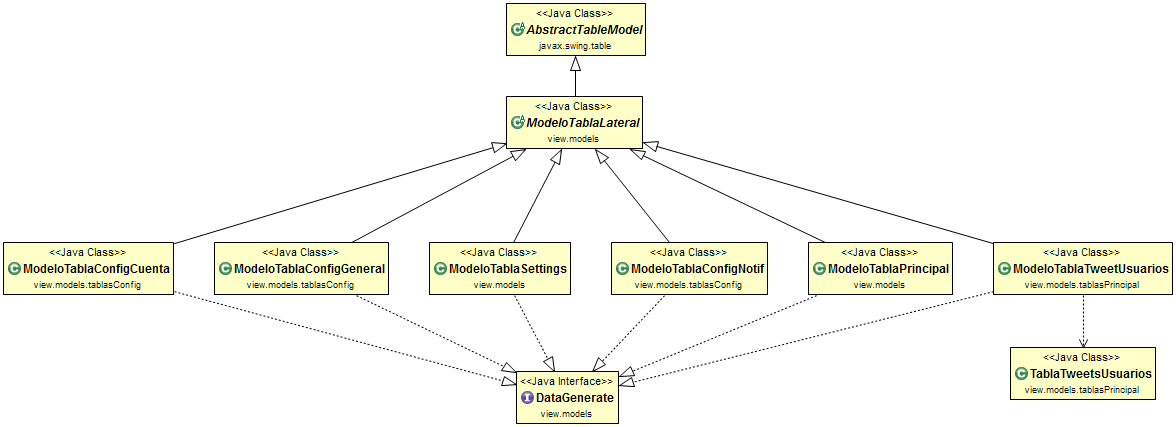 <<Java Class>>
AbstractTableModel
javax.swing.table
<<Java Class>>
ModeloTablaLateral
view.models
<<Java Class>>
ModeloTablaConfigCuenta
view.models.tablasConfig
<<Java Class>>
ModeloTablaConfigGeneral
view.models.tablasConfig
<<Java Class>>
ModeloTablaSettings
view.models
<<Java Class>>
ModeloTablaConfigNotif
view.models.tablasConfig
<<Java Class>>
ModeloTablaPrincipal
view.models
<<Java Class>>
ModeloTablaTweetUsuarios
view.models.tablasPrincipal
<<Java Class>>
TablaTweetsUsuarios
view.models.tablasPrincipal
<<Java Interface>>
DataGenerate
view.models